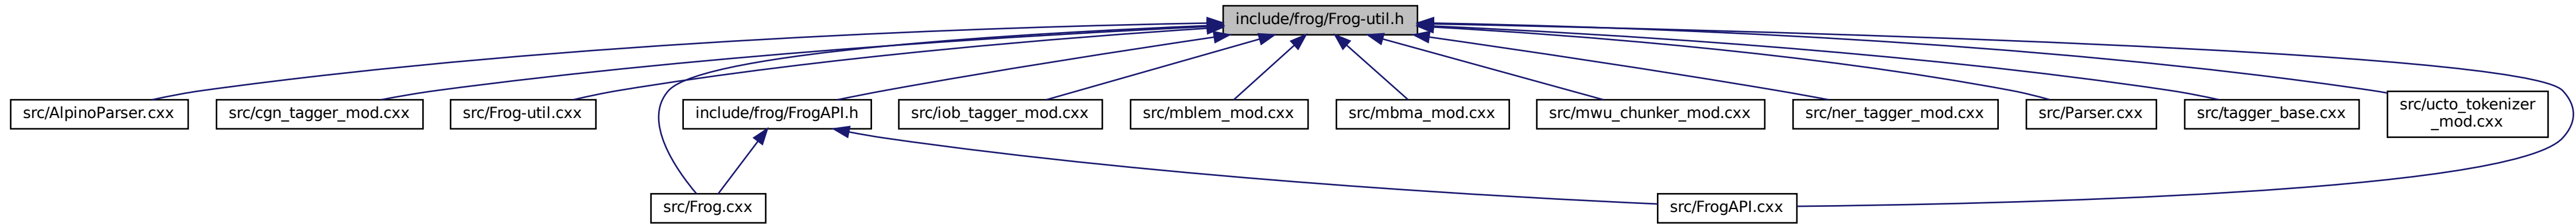 include/frog/Frog-util.h
src/AlpinoParser.cxx
src/cgn_tagger_mod.cxx
src/Frog-util.cxx
include/frog/FrogAPI.h
src/iob_tagger_mod.cxx
src/mblem_mod.cxx
src/mbma_mod.cxx
src/mwu_chunker_mod.cxx
src/ner_tagger_mod.cxx
src/Parser.cxx
src/tagger_base.cxx
src/ucto_tokenizer
_mod.cxx
src/Frog.cxx
src/FrogAPI.cxx